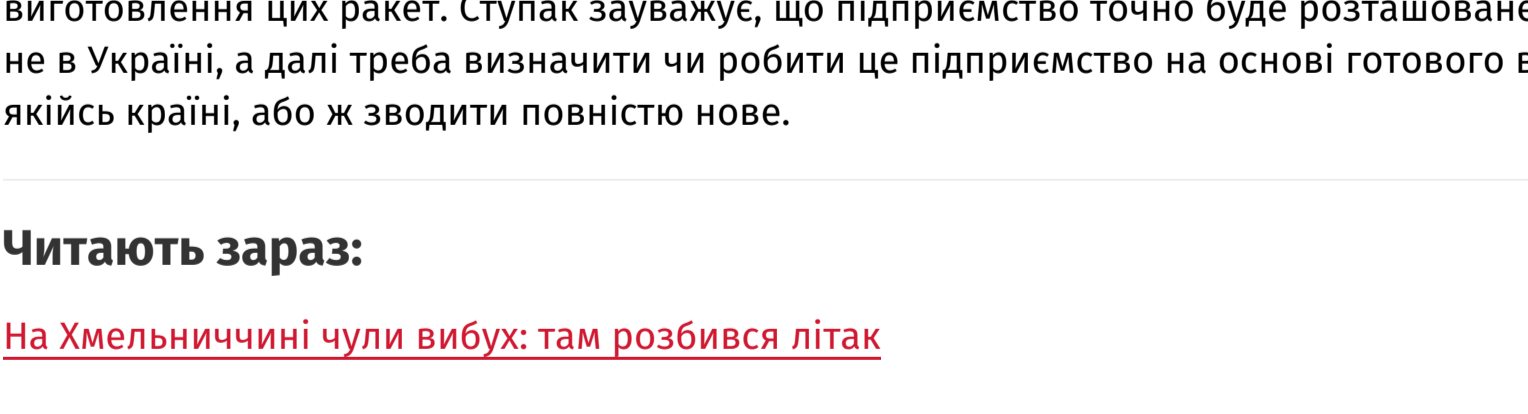 виготовлення цих ракет. Ступак зауважує, що підприємство точно буде розташоване
не в Україні, а далі треба визначити чи робити це підприємство на основі готового в
якійсь країні, або ж зводити повністю нове.
Читають зараз:
На Хмельниччині чули вибух: там розбився літак